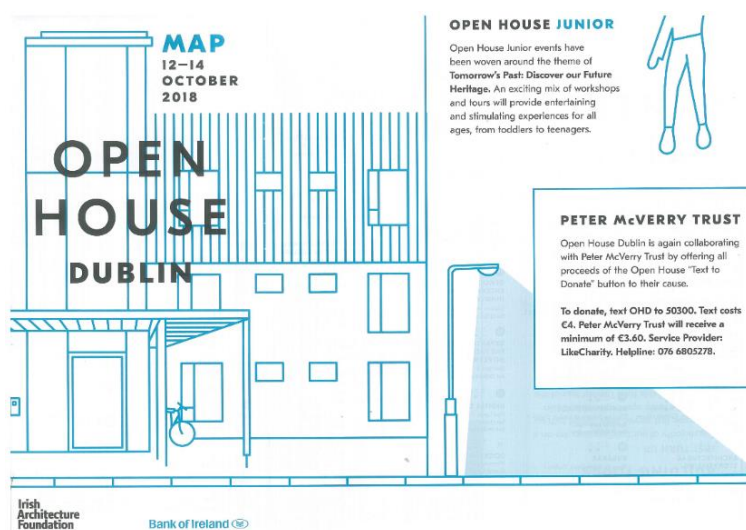 MAP
12–14
OCTOBER
2018
OPEN
HOUSE
DUBLIN
OPEN HOUSE JUNIOR
Open House Junior events have
been woven around the theme of
Tomorrow's Past: Discover our Future
Heritage. An exciting mix of workshops
and tours will provide entertaining
and stimulating experiences for all
ages, from toddlers to teenagers.
PETER McVERRY TRUST
Open House Dublin is again collaborating
with Peter McVerry Trust by offering all
proceeds of the Open House "Text to
Donate" button to their cause.
To donate, text OHD to 50300. Text costs
€4. Peter McVerry Trust will receive a
minimum of €3.60. Service Provider:
LikeCharity. Helpline: 076 6805278.
Irish
Architecture
Foundation
Bank of Ireland